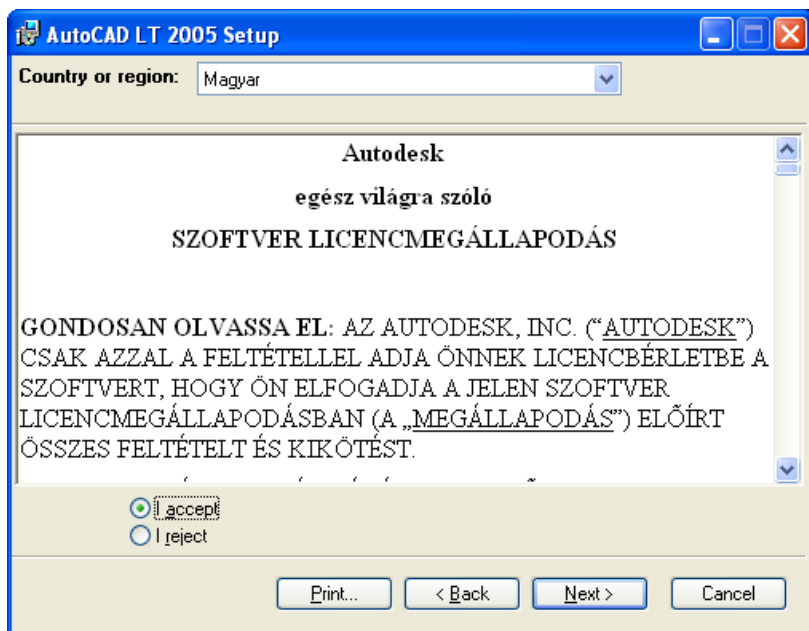 AutoCAD LT 2005 Setup
Country or region: Magyar
Autodesk
egész világra szóló
SZOFTVER LICENCMEGÁLLAPODÁS
GONDOSAN OLVASSA EL: AZ AUTODESK, INC. (“AUTODESK”)
CSAK AZZAL A FELTÉTELLEL ADJA ÖNNEK LICENCBÉRLETBE A
SZOFTVERT, HOGY ÖN ELFOGADJA A JELEN SZOFTVER
LICENCMEGÁLLAPODÁSBAN (A „MEGÁLLAPODÁS”) ELŐÍRT
ÖSSZES FELTÉTELT ÉS KIKÖTÉST.
I accept
I reject
Print... < Back Next > Cancel